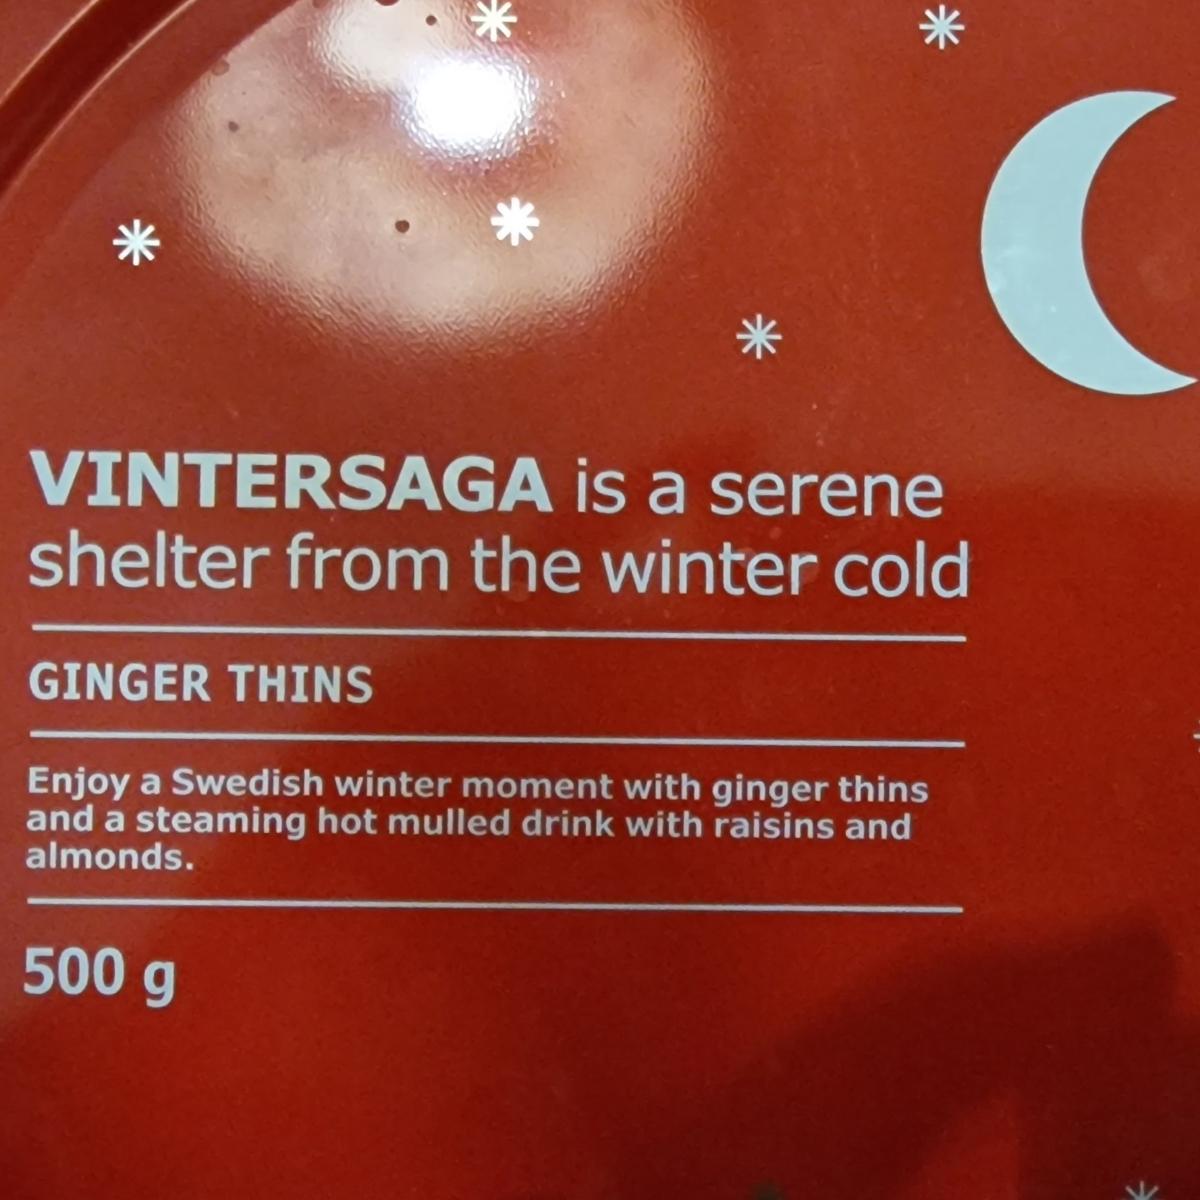 VINTERSAGA is a serene
shelter from the winter cold
GINGER THINS
Enjoy a Swedish winter moment with ginger thins
and a steaming hot mulled drink with raisins and
almonds.
500 g